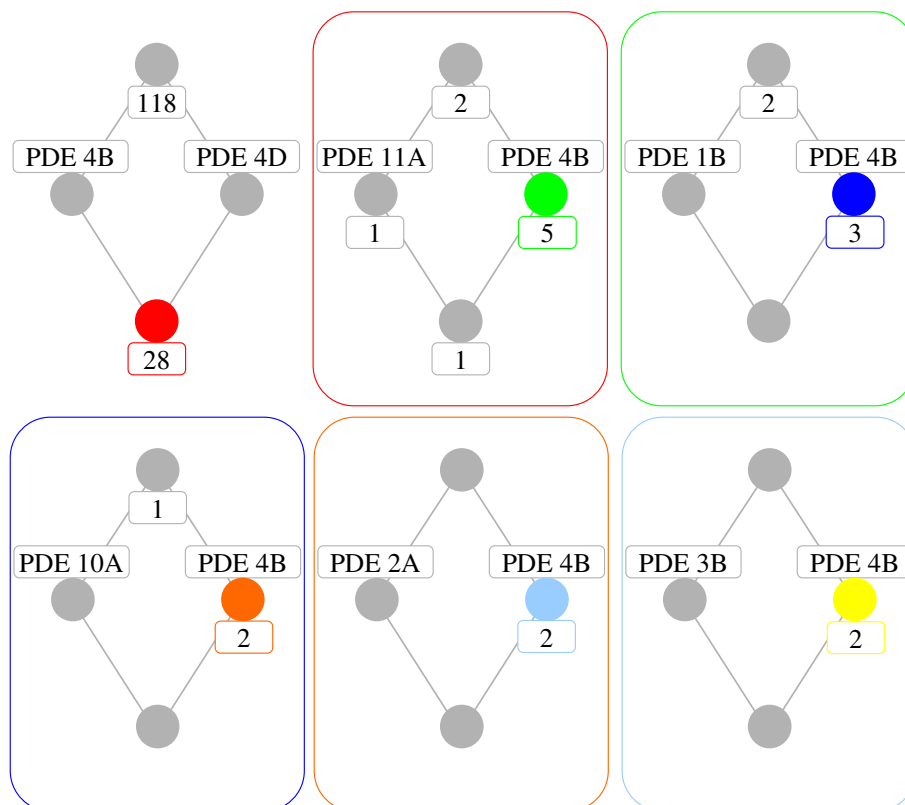 118
PDE 4B
PDE 4D
28
2
PDE 11A
PDE 4B
1
5
1
2
PDE 1B
PDE 4B
3
1
PDE 10A
PDE 4B
2
PDE 2A
PDE 4B
2
PDE 3B
PDE 4B
2